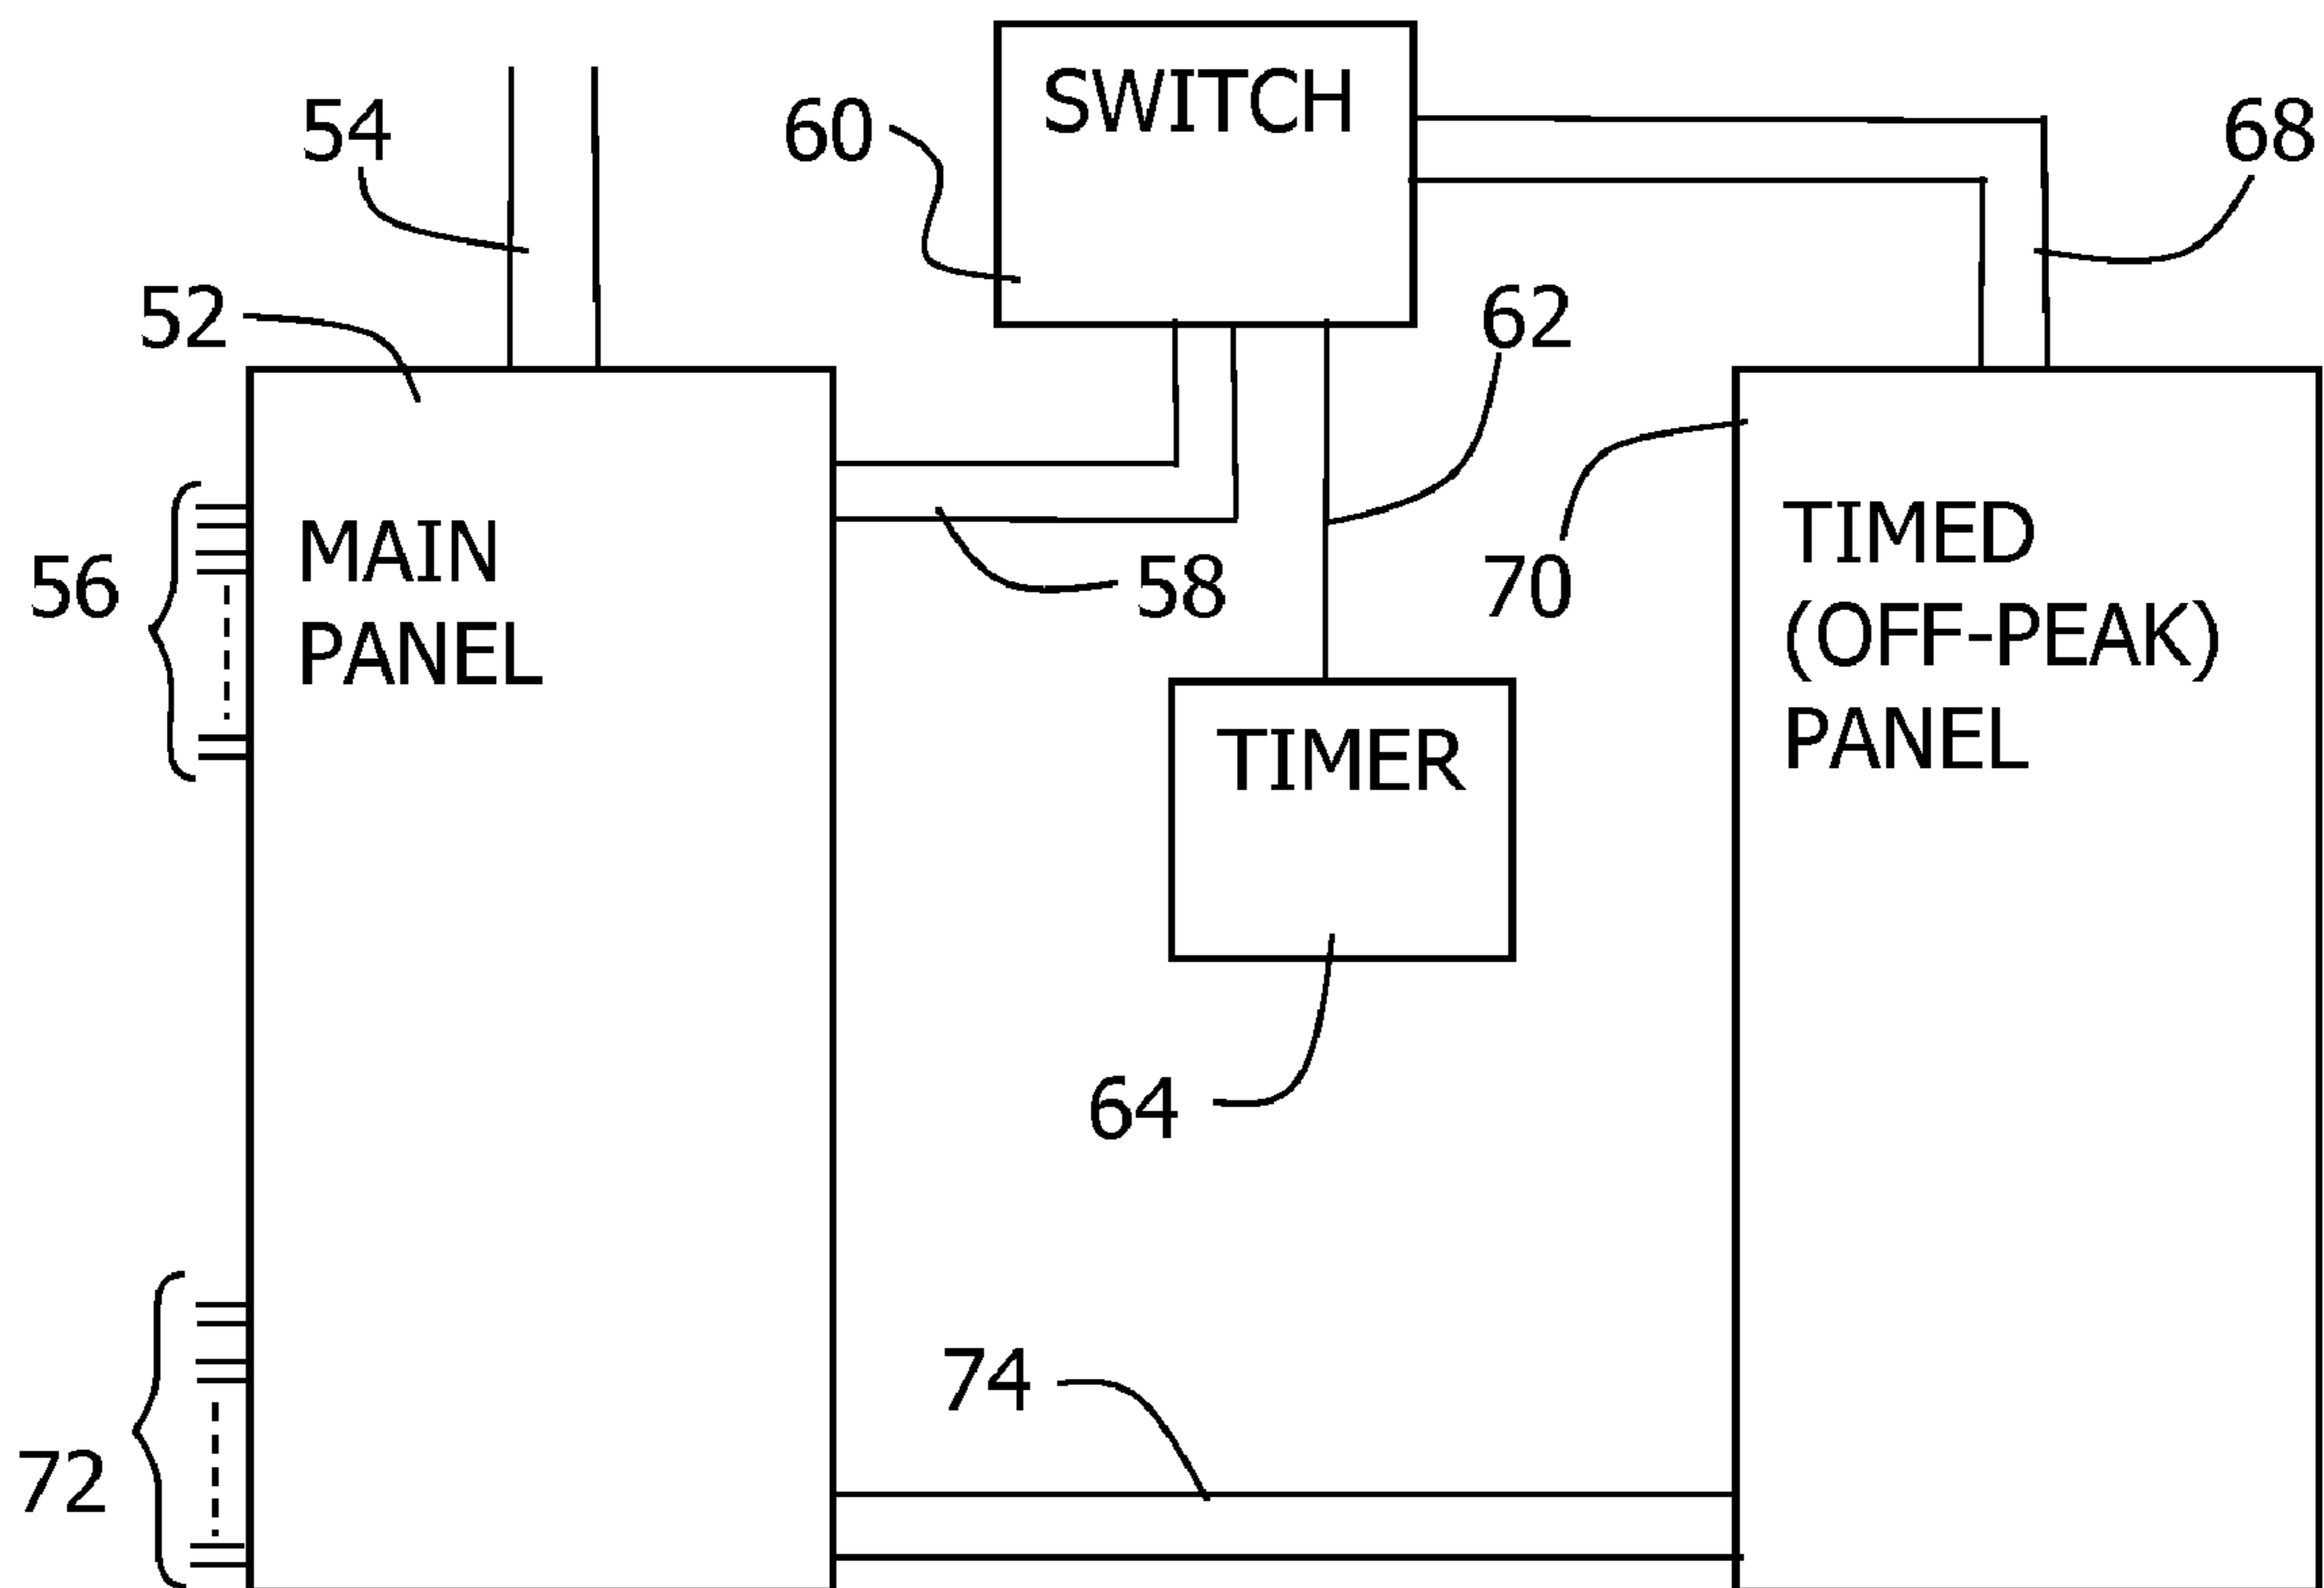 SWITCH
54
60
68
52
62
MAIN
PANEL
56
58
70
TIMED
(OFF-PEAK)
PANEL
TIMER
64
74
72